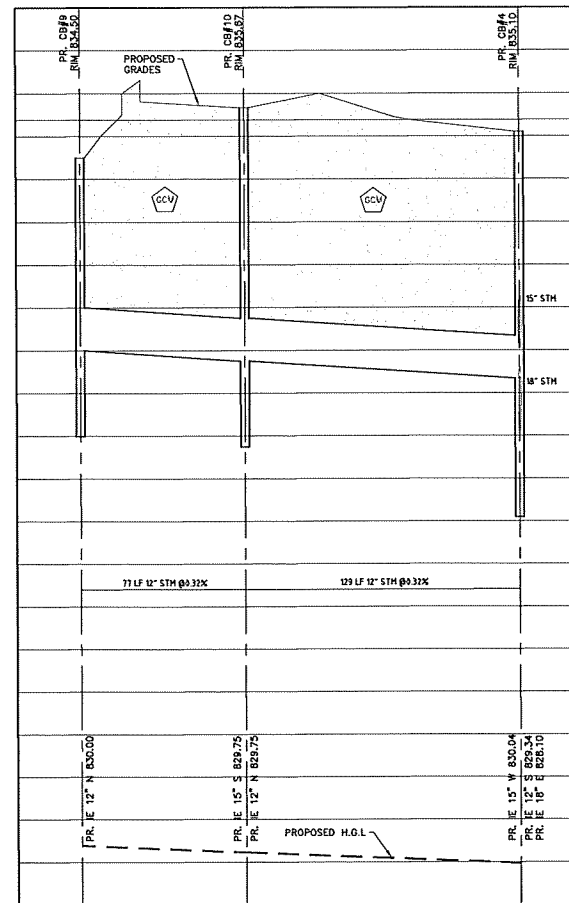 PR. CB#9
RIM 834.50
PR. CB#10
RIM 835.67
PR. CB#4
RIM 835.10
PROPOSED
GRADES
GCV
GCV
15" STM
18" STM
77 LF 12" STM @0.32%
129 LF 12" STM @0.32%
PR. IE 12" N 830.00
PR. IE 15" S 829.75
PR. IE 12" N 829.75
PR. IE 15" W 830.04
PR. IE 12" S 829.34
PR. IE 18" E 828.10
PROPOSED H.G.L